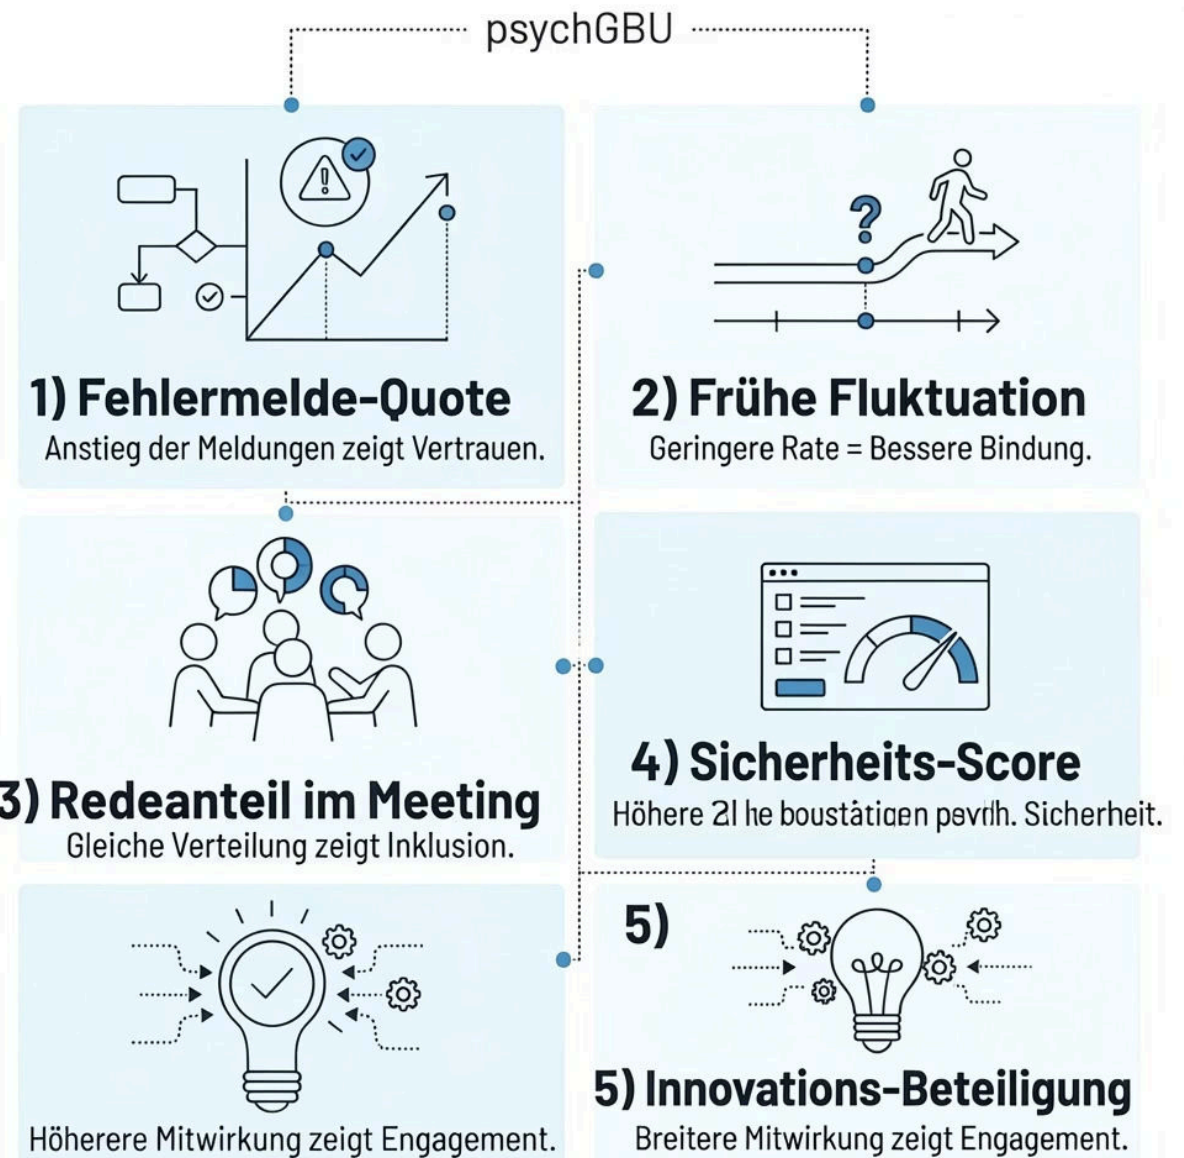 psychGBU
1) Fehlermelde-Quote
Anstieg der Meldungen zeigt Vertrauen.
2) Frühe Fluktuation
Geringere Rate = Bessere Bindung.
3) Redeanteil im Meeting
Gleiche Verteilung zeigt Inklusion.
4) Sicherheits-Score
Höhere Sicherheit.
Höherere Mitwirkung zeigt Engagement.
5)
5) Innovations-Beteiligung
Breitere Mitwirkung zeigt Engagement.